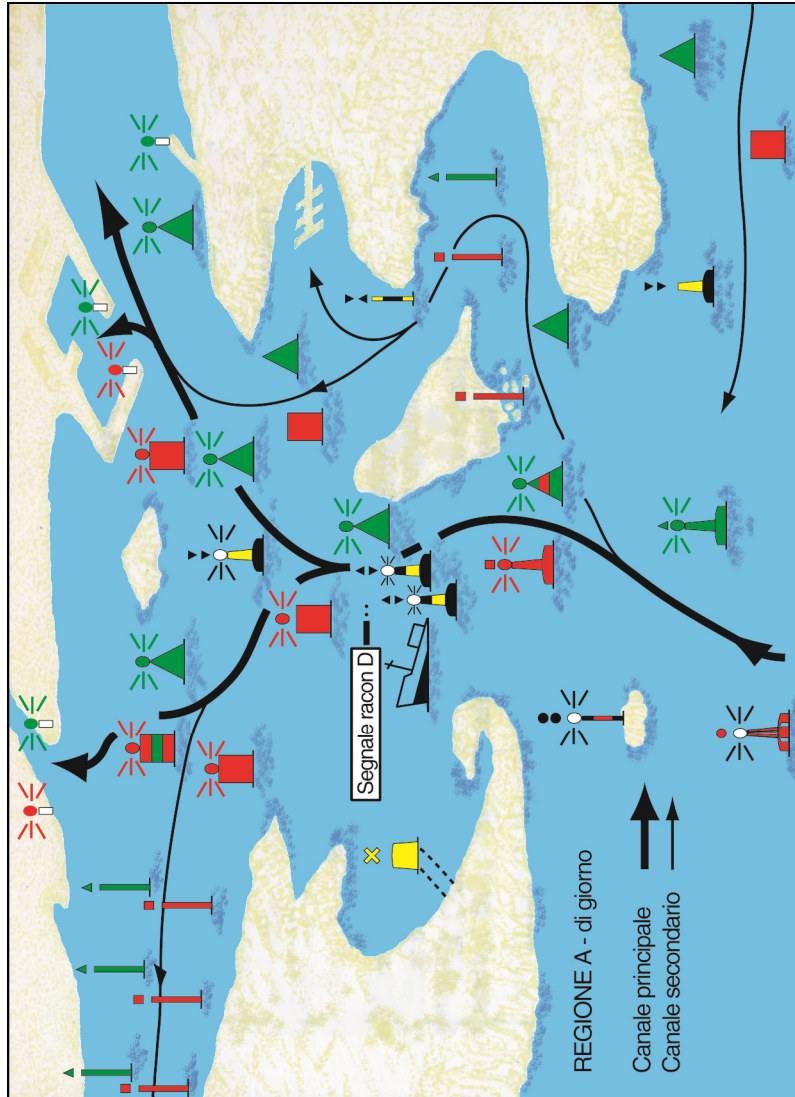 Segnale racon D
REGIONE A - di giorno
Canale principale
Canale secondario